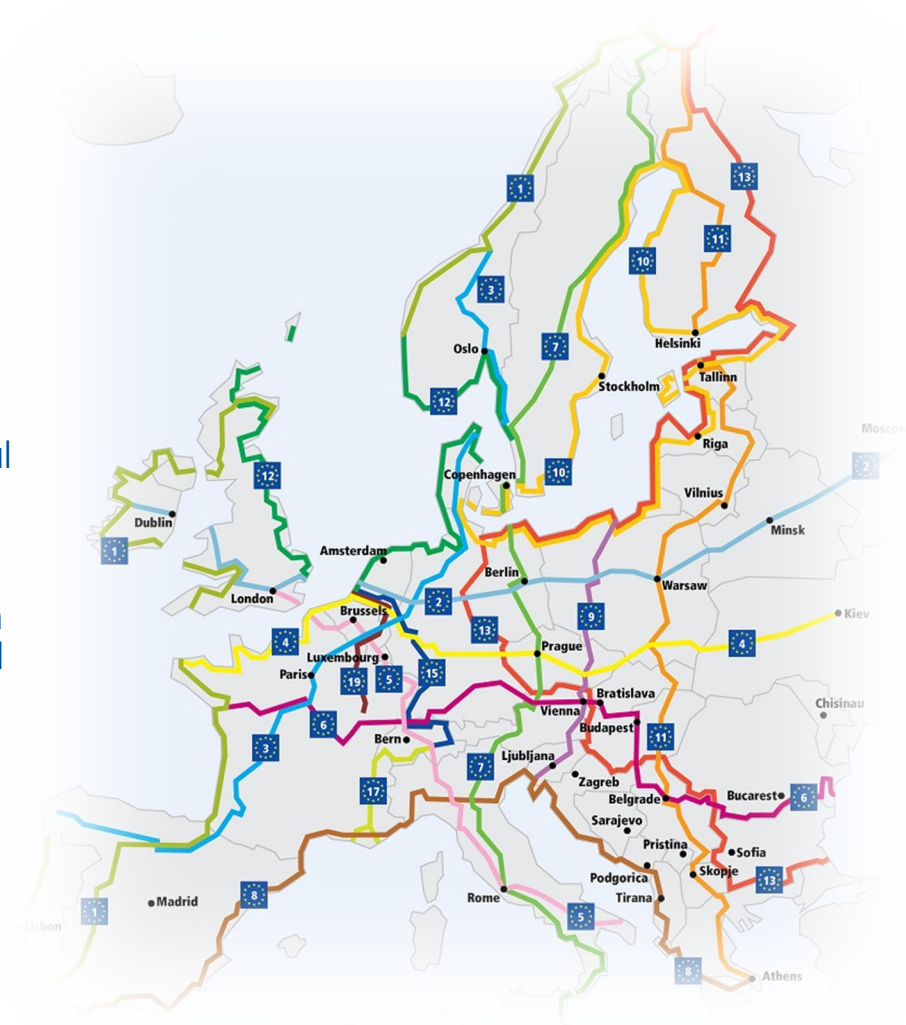 1
13
11
10
3
Oslo
7
Helsinki
Tallinn
Stockholm
12
Riga
Moscow
2
12
Copenhagen
10
Vilnius
Dublin
Minsk
1
Amsterdam
Berlin
Warsaw
London
2
Brussels
9
Kiev
4
13
4
Prague
Luxembourg
Paris
19
5
15
Bratislava
Chisinau
Vienna
6
Budapest
11
3
Bern
Ljubljana
7
Zagreb
17
Belgrade
Bucarest
6
Sarajevo
Pristina
Sofia
Skopje
Podgorica
13
8
Madrid
Rome
Tirana
1
5
Lisbon
8
Athens